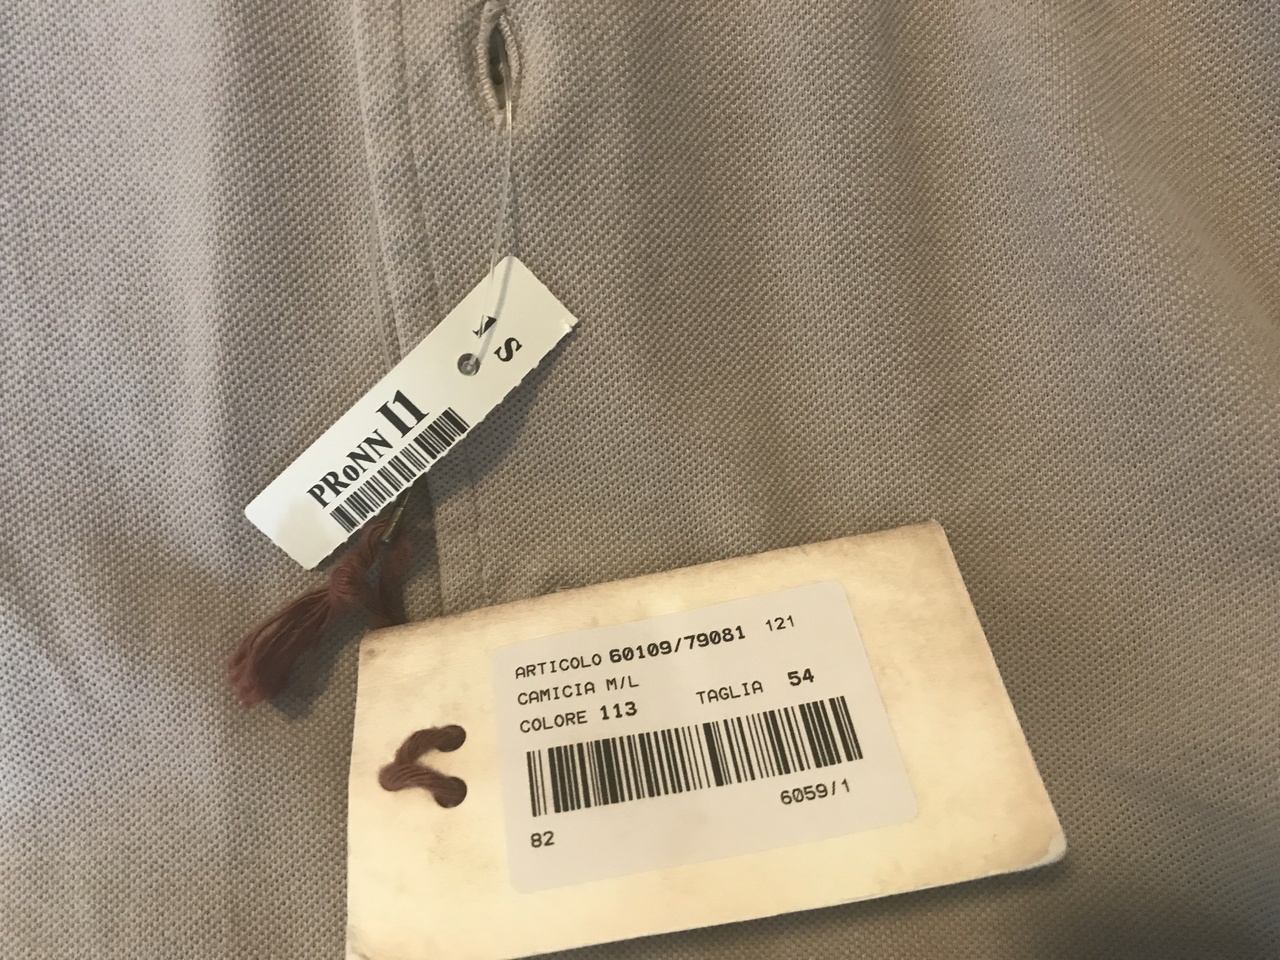 S
PRoNN I1
ARTICOLO 60109/79081 121
CAMICIA M/L
COLORE 113 TAGLIA 54
6059/1
82